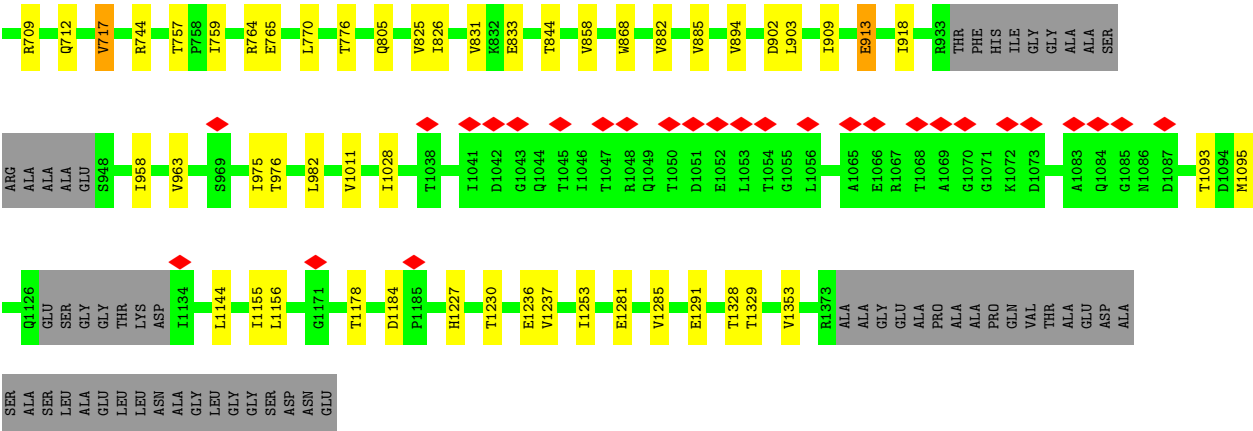 R709 Q712 V717 R744 T757 P758 I759 R764 E765 L770 T776 Q805 V825 I826 V831 K832 E833 T844 V858 W868 V882 V885 V894 D902 L903 I909 E913 I918 R933 THR PHE HIS ILE GLY GLY ALA ALA SER
ARG ALA ALA ALA GLU S948 I958 V963 S969 I975 T976 L982 V1011 I1028 T1038 I1041 D1042 G1043 Q1044 T1045 I1046 T1047 R1048 Q1049 T1050 D1051 E1052 L1053 T1054 G1055 L1056 A1065 E1066 R1067 T1068 A1069 G1070 G1071 K1072 D1073 A1083 Q1084 G1085 N1086 D1087 T1093 D1094 M1095
Q1126 GLU SER GLY GLY THR LYS ASP I1134 L1144 I1155 L1156 G1171 T1178 D1184 P1185 H1227 T1230 E1236 V1237 I1253 E1281 V1285 E1291 T1328 T1329 V1353 R1373 ALA ALA GLY GLU ALA PRO ALA ALA PRO GLN VAL THR ALA GLU ASP ALA
SER ALA SER LEU ALA GLU LEU LEU ASN ALA GLY LEU GLY GLY SER ASP ASN GLU